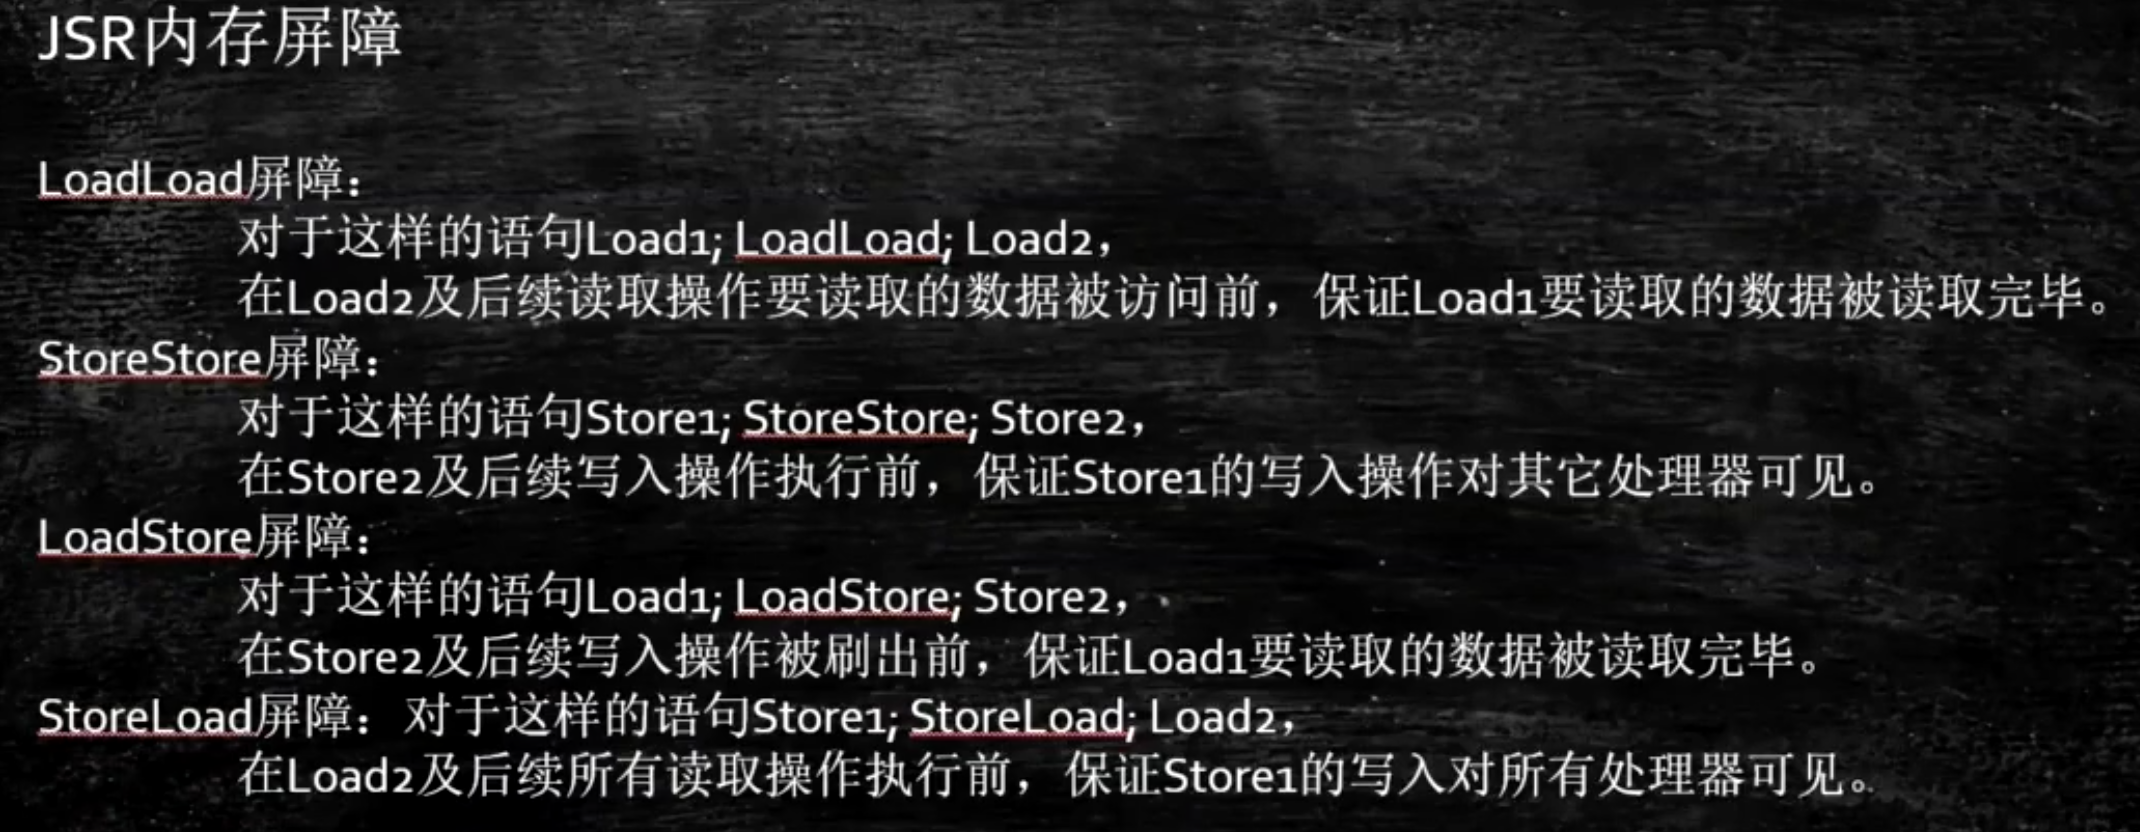 JSR内存屏障
LoadLoad屏障：
对于这样的语句Load1; LoadLoad; Load2，
在Load2及后续读取操作要读取的数据被访问前，保证Load1要读取的数据被读取完毕。
StoreStore屏障：
对于这样的语句Store1; StoreStore; Store2，
在Store2及后续写入操作执行前，保证Store1的写入操作对其它处理器可见。
LoadStore屏障：
对于这样的语句Load1; LoadStore; Store2，
在Store2及后续写入操作被刷出前，保证Load1要读取的数据被读取完毕。
StoreLoad屏障：对于这样的语句Store1; StoreLoad; Load2，
在Load2及后续所有读取操作执行前，保证Store1的写入对所有处理器可见。